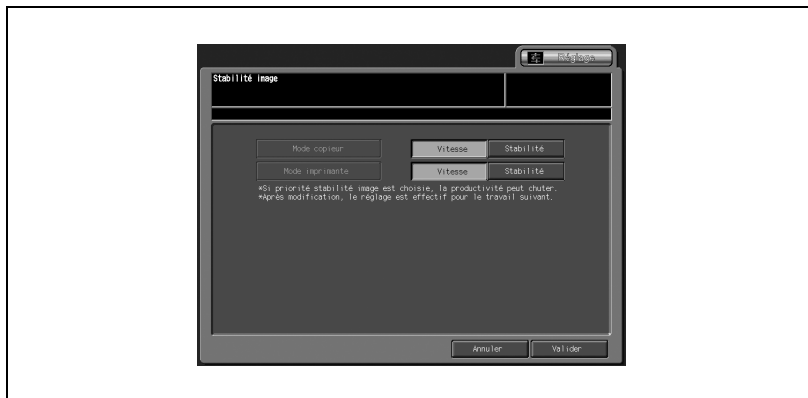 Réglage
Stabilité image
Mode copieur Vitesse Stabilité
Mode imprimante Vitesse Stabilité
*Si priorité stabilité image est choisie, la productivité peut chuter.
*Après modification, le réglage est effectif pour le travail suivant.
Annuler Valider